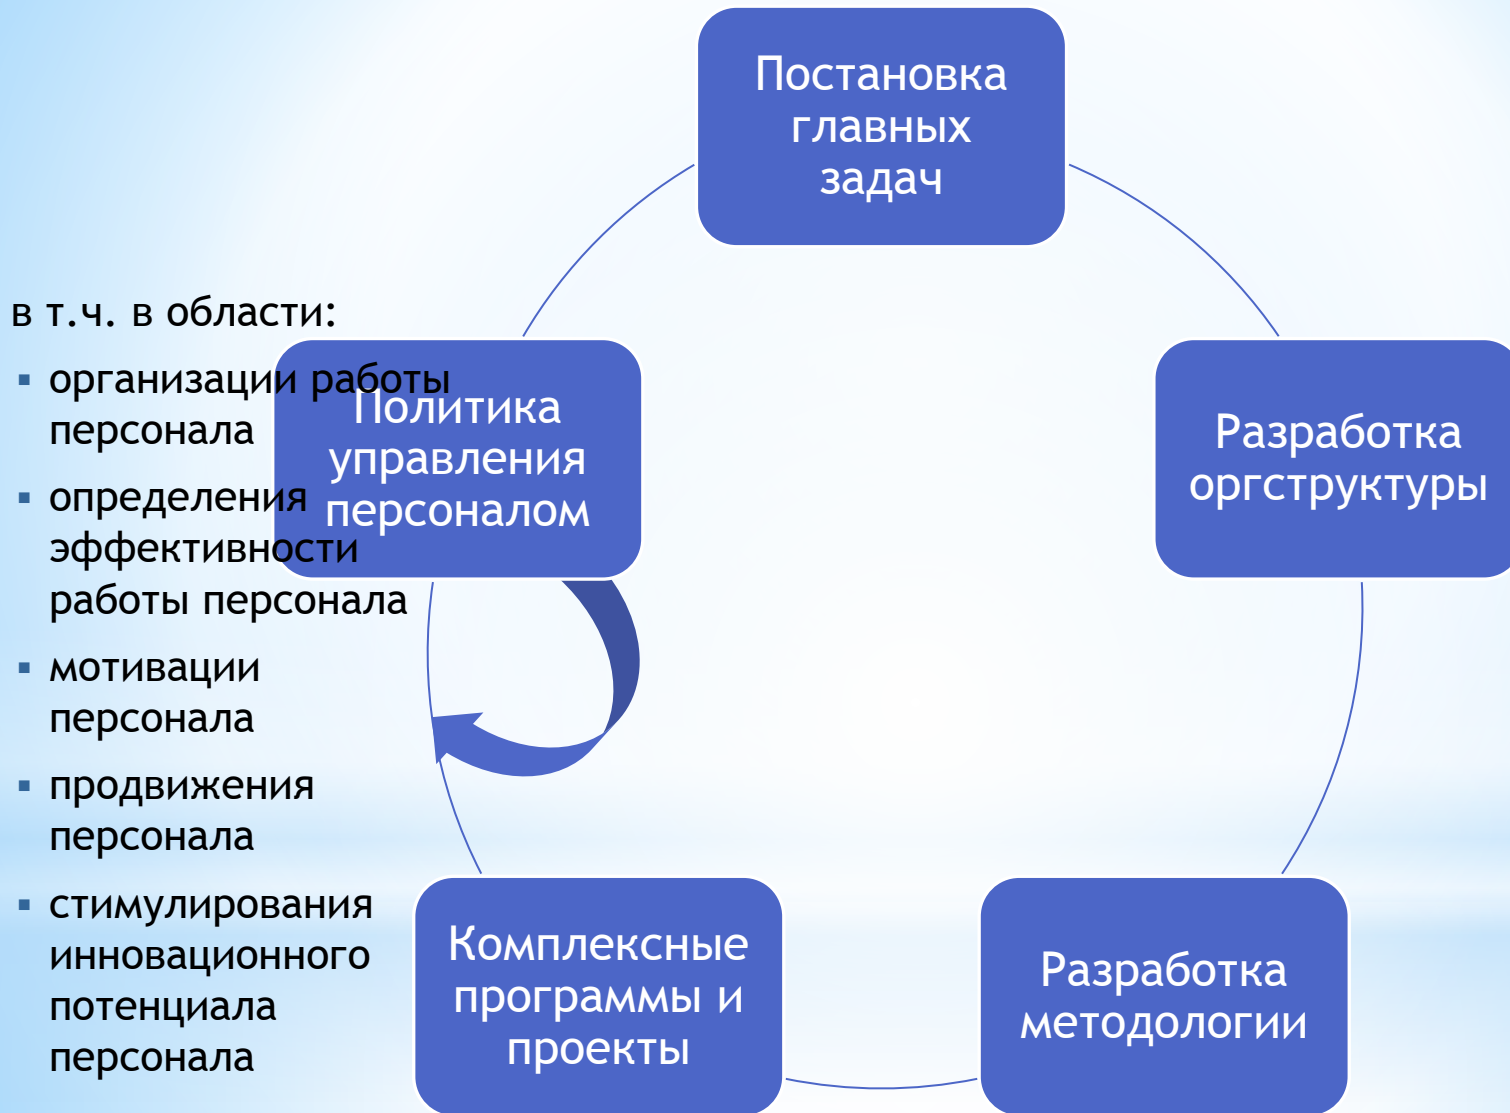 Постановка
главных
задач
в т.ч. в области:
организации работы
персонала
определения
эффективности
работы персонала
мотивации
персонала
продвижения
персонала
стимулирования
инновационного
потенциала
персонала
Политика
управления
персоналом
Разработка
оргструктуры
Комплексные
программы и
проекты
Разработка
методологии